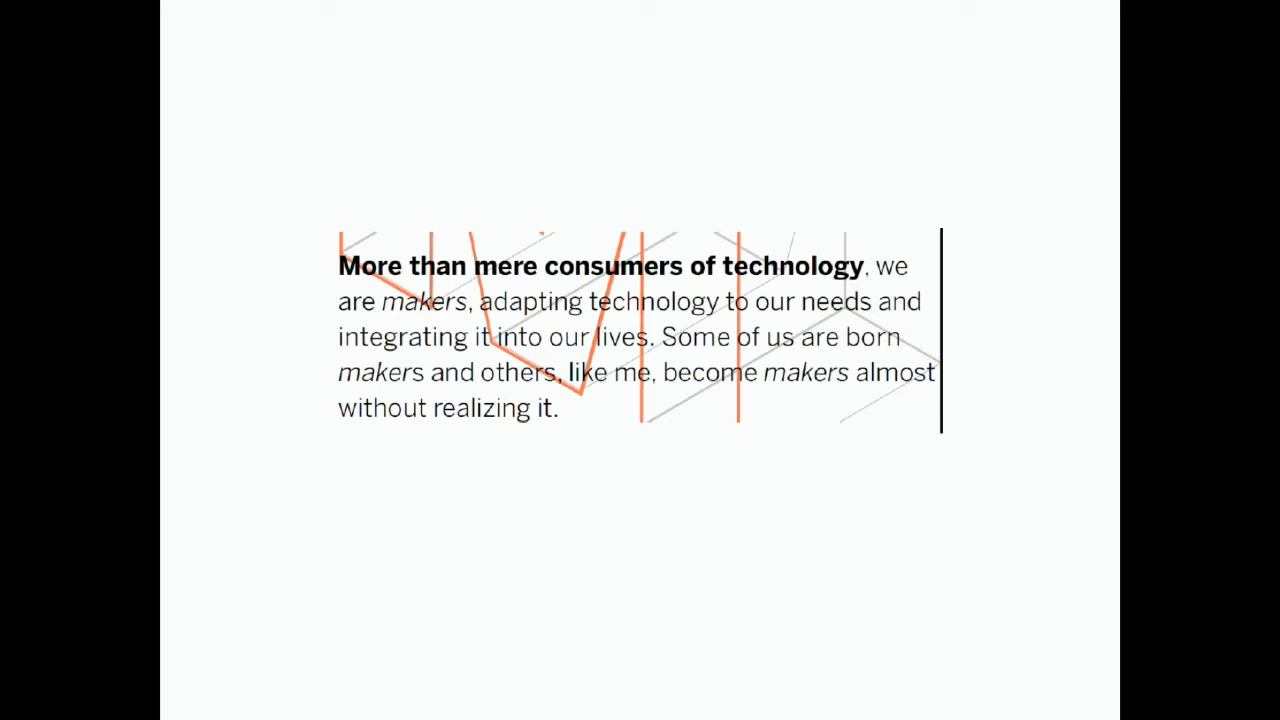 More than mere consumers of technology, we
are makers, adapting technology to our needs and
integrating it into our lives. Some of us are born
makers and others, like me, become makers almost
without realizing it.